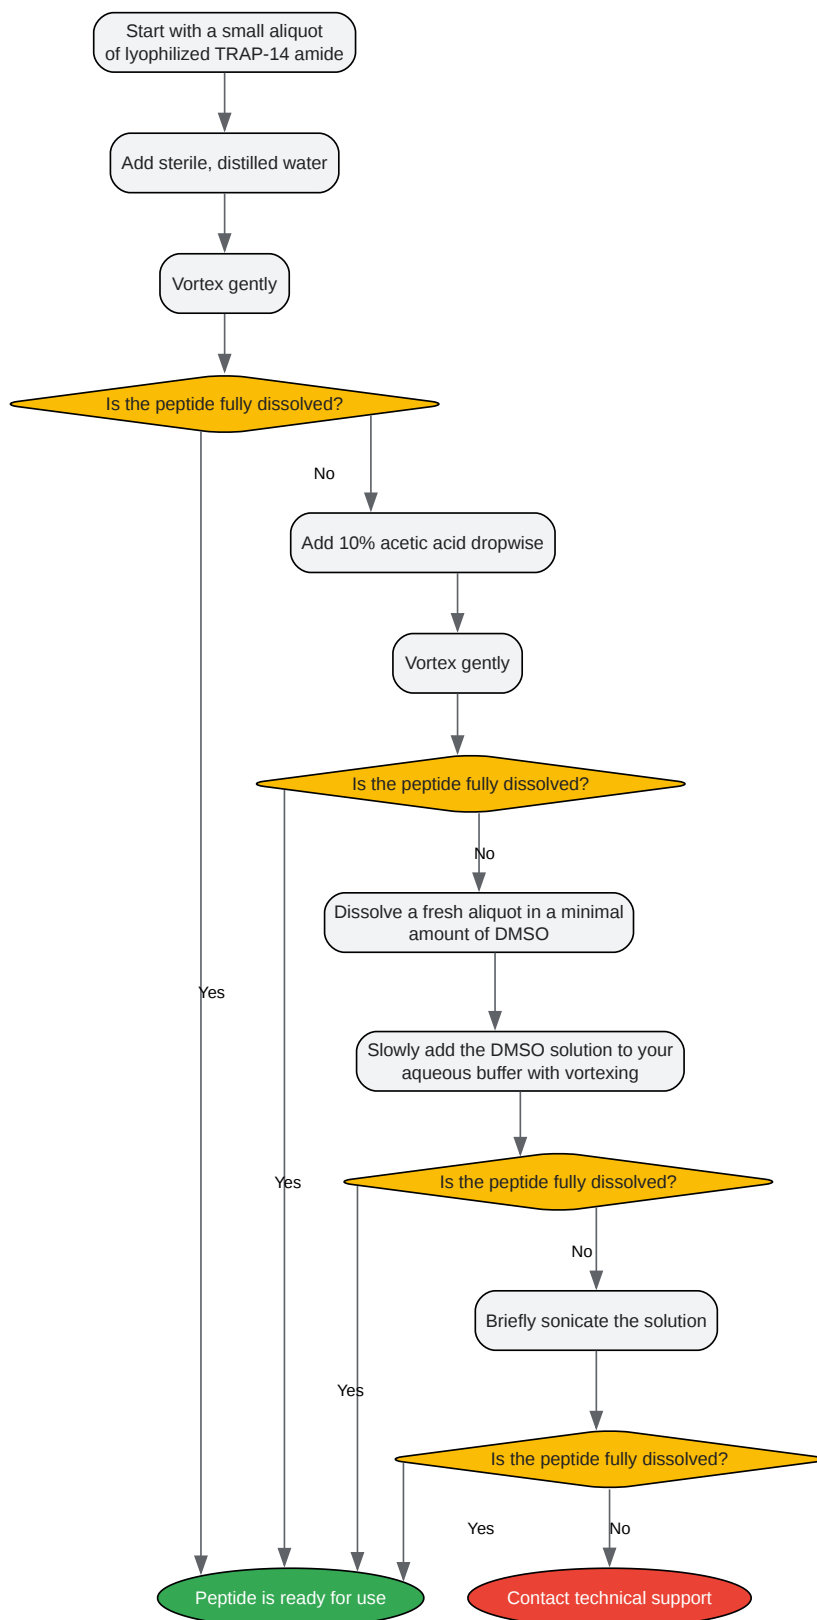 Start with a small aliquot
of lyophilized TRAP-14 amide
Add sterile, distilled water
Vortex gently
Is the peptide fully dissolved?
No
Add 10% acetic acid dropwise
Vortex gently
Is the peptide fully dissolved?
No
Dissolve a fresh aliquot in a minimal
amount of DMSO
Yes
Slowly add the DMSO solution to your
aqueous buffer with vortexing
Is the peptide fully dissolved?
Yes
No
Briefly sonicate the solution
Yes
Is the peptide fully dissolved?
Yes
No
Peptide is ready for use
Contact technical support